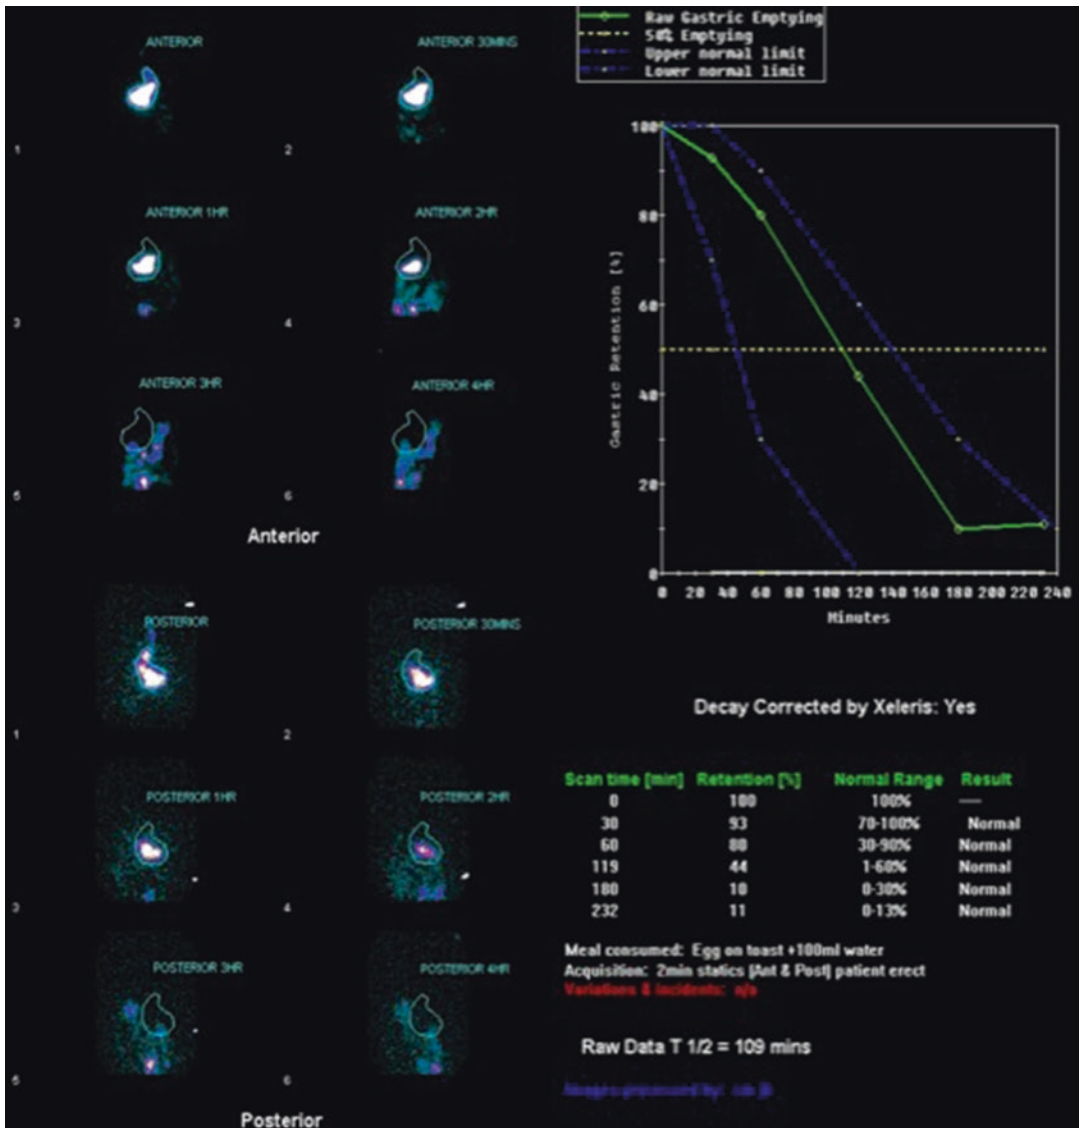 ANTERIOR
ANTERIOR 30MINS
1
2
ANTERIOR 1HR
ANTERIOR 2HR
3
4
ANTERIOR 3HR
ANTERIOR 4HR
5
6
Anterior
POSTERIOR
POSTERIOR 30MINS
1
2
POSTERIOR 1HR
POSTERIOR 2HR
3
4
POSTERIOR 3HR
POSTERIOR 4HR
5
6
Posterior
Raw Gastric Emptying
50% Emptying
Upper normal limit
Lower normal limit
100
80
60
40
20
0
Gastric Retention [%]
0 20 40 60 80 100 120 140 160 180 200 220 240
Minutes
Decay Corrected by Xeleris: Yes
Scan time [min] Retention [%] Normal Range Result
0 100 100% ----
30 93 70-100% Normal
60 80 30-90% Normal
119 44 1-60% Normal
180 10 0-30% Normal
232 11 0-13% Normal
Meal consumed: Egg on toast +100ml water
Acquisition: 2min statics [Ant & Post] patient erect
Variations & incidents: n/a
Raw Data T 1/2 = 109 mins
Images processed by: